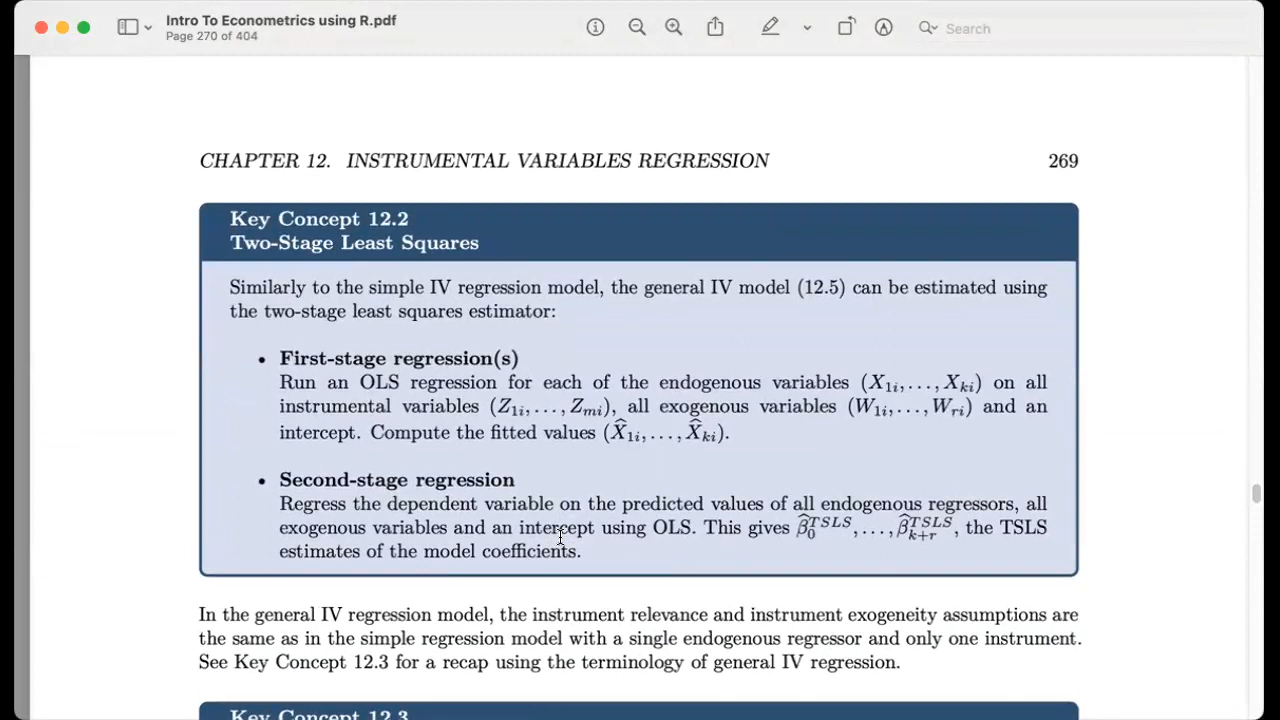 Intro To Econometrics using R.pdf
Page 270 of 404
Search
CHAPTER 12. INSTRUMENTAL VARIABLES REGRESSION 269
Key Concept 12.2
Two-Stage Least Squares
Similarly to the simple IV regression model, the general IV model (12.5) can be estimated using
the two-stage least squares estimator:
• First-stage regression(s)
Run an OLS regression for each of the endogenous variables (X₁ᵢ, . . . , Xₖᵢ) on all
instrumental variables (Z₁ᵢ, . . . , Zₘᵢ), all exogenous variables (W₁ᵢ, . . . , Wᵣᵢ) and an
intercept. Compute the fitted values (X̂₁ᵢ, . . . , X̂ₖᵢ).
• Second-stage regression
Regress the dependent variable on the predicted values of all endogenous regressors, all
exogenous variables and an intercept using OLS. This gives β̂₀ᵀˢᴸˢ, . . . , β̂ₖ₊ᵣᵀˢᴸˢ, the TSLS
estimates of the model coefficients.
In the general IV regression model, the instrument relevance and instrument exogeneity assumptions are
the same as in the simple regression model with a single endogenous regressor and only one instrument.
See Key Concept 12.3 for a recap using the terminology of general IV regression.
Key Concept 12.3